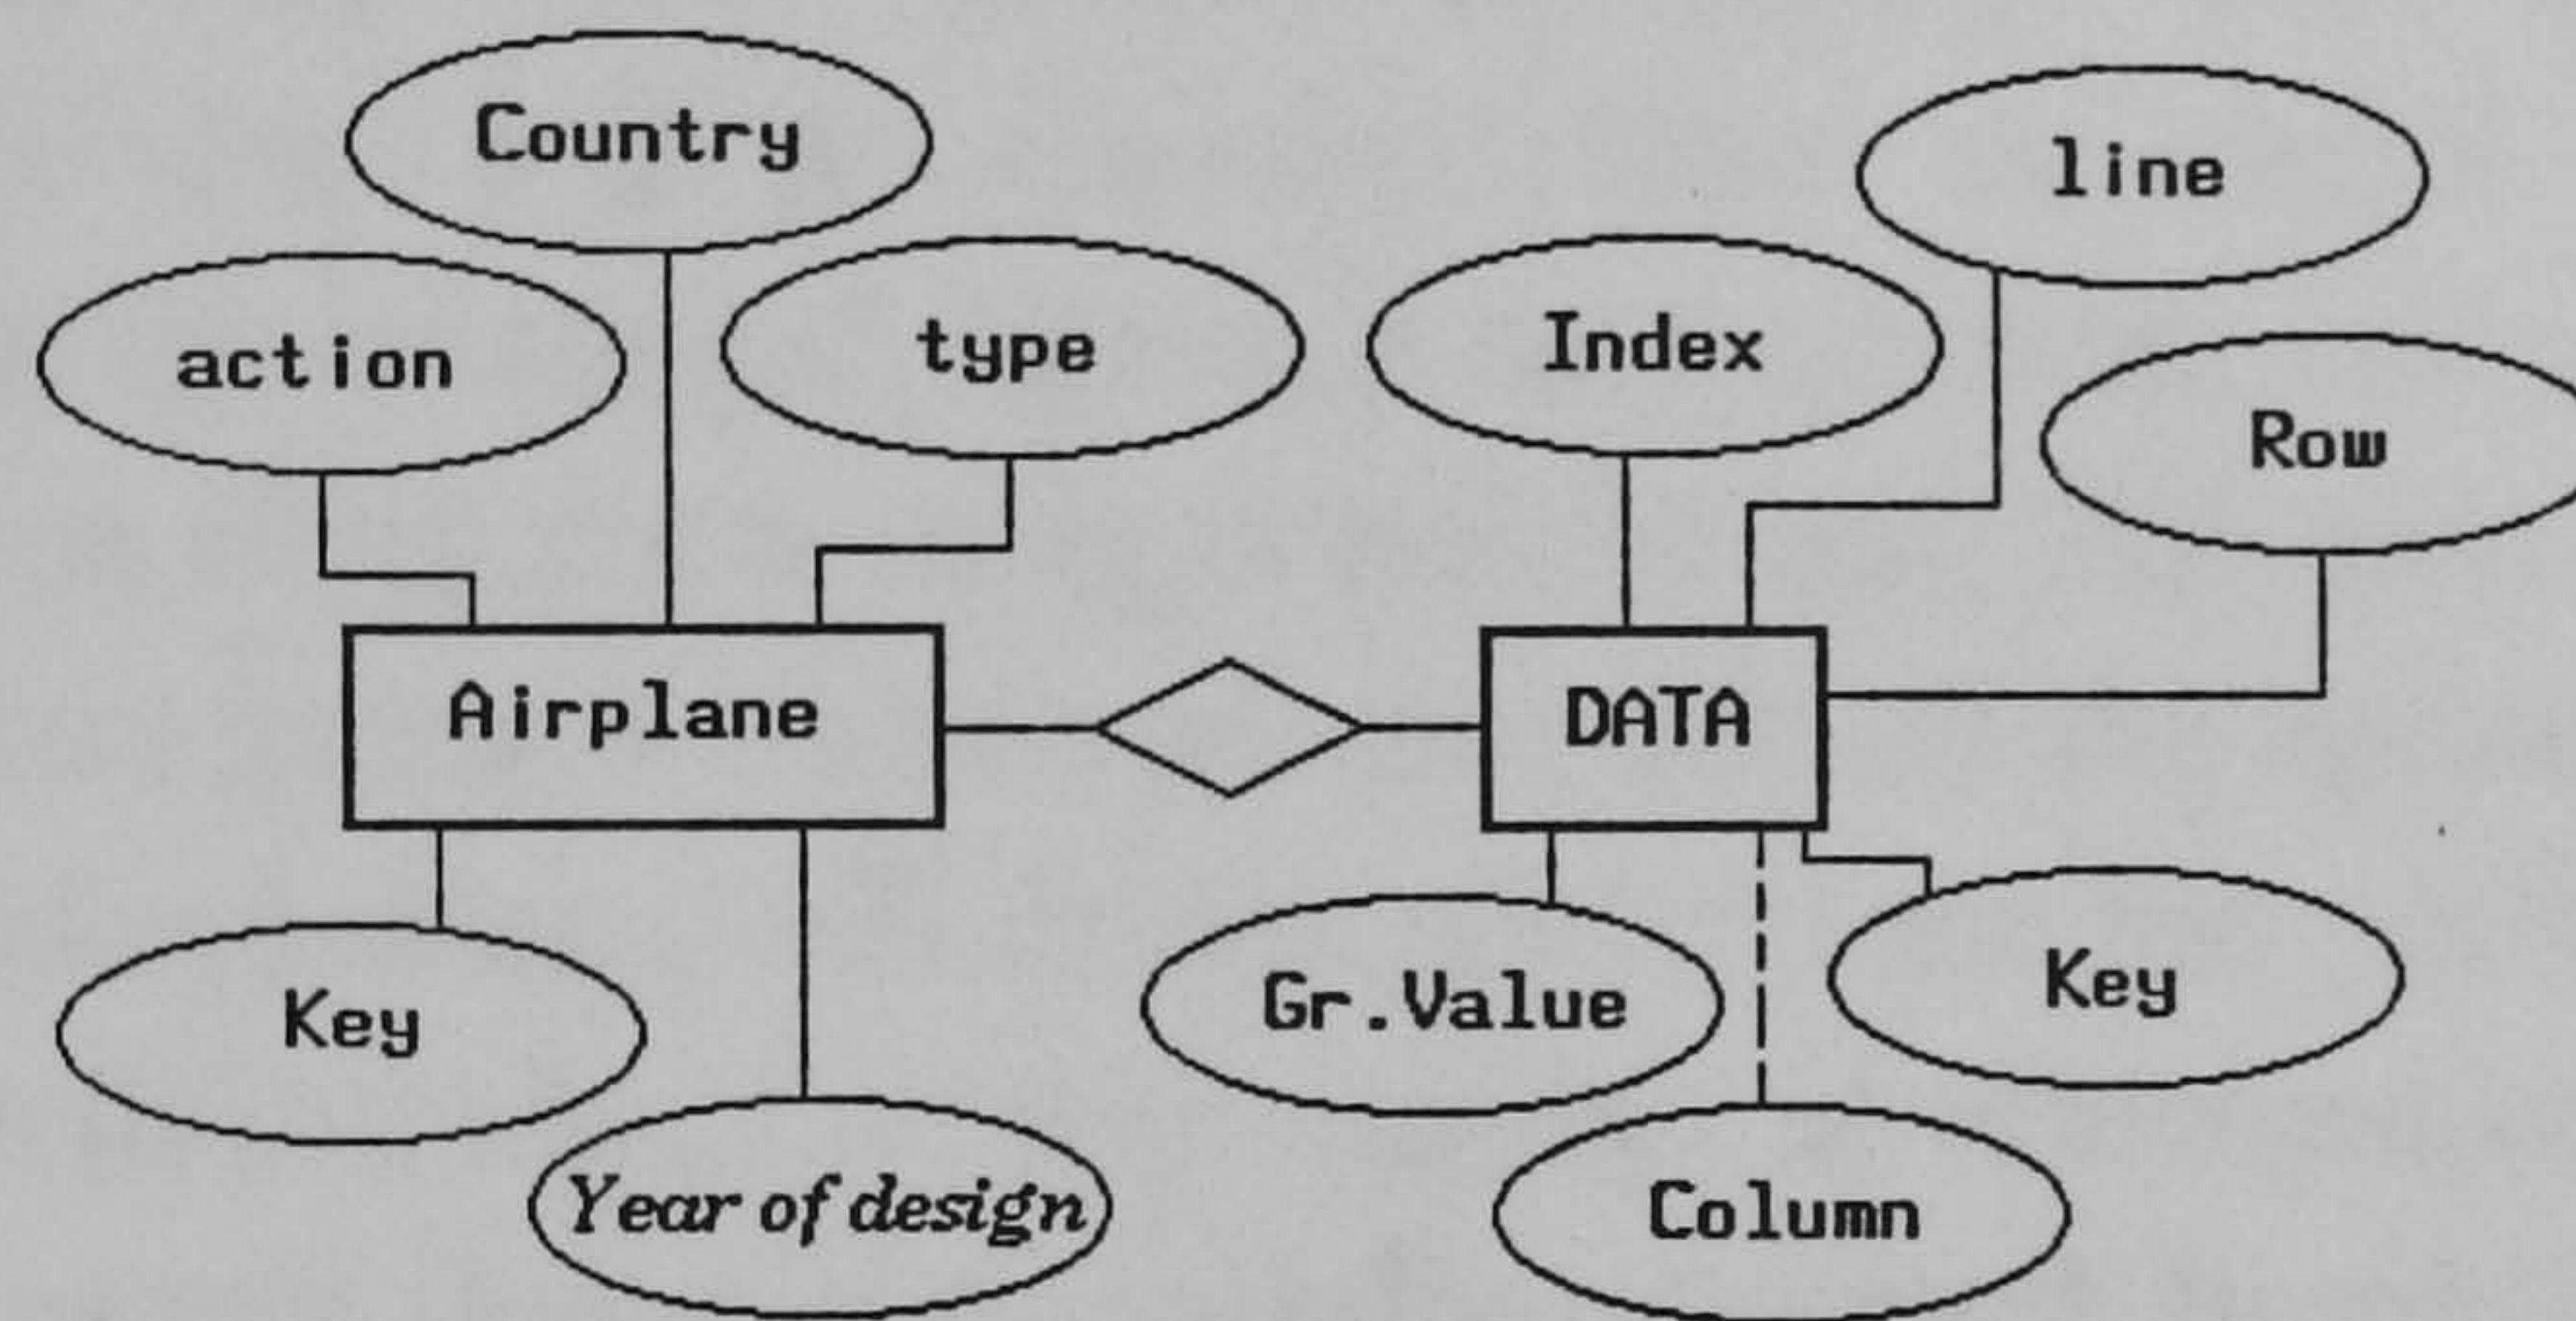 Country
line
action
type
Index
Row
Airplane
DATA
Key
Gr.Value
Key
Year of design
Column